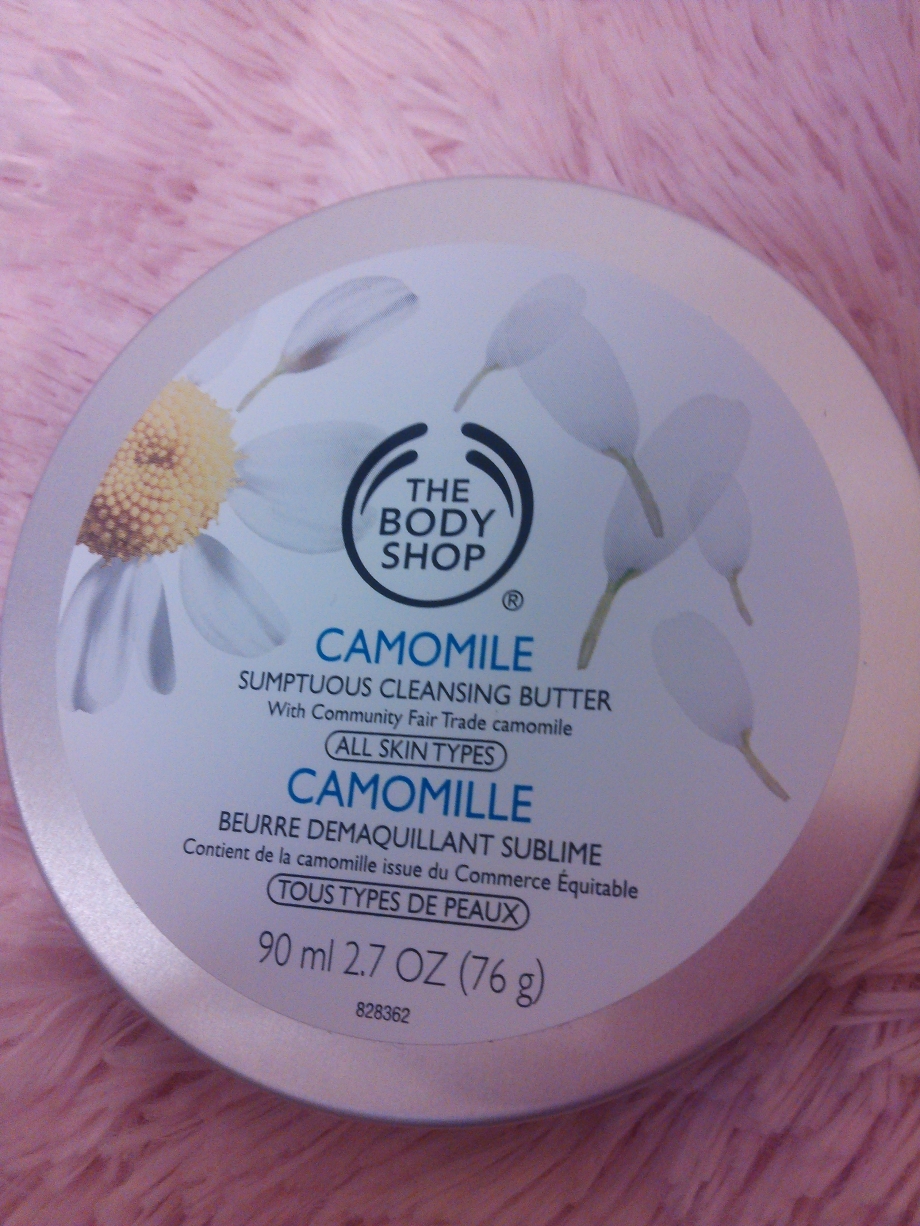 THE
BODY
SHOP
®
CAMOMILE
SUMPTUOUS CLEANSING BUTTER
With Community Fair Trade camomile
ALL SKIN TYPES
CAMOMILLE
BEURRE DEMAQUILLANT SUBLIME
Contient de la camomille issue du Commerce Équitable
TOUS TYPES DE PEAUX
90 ml 2.7 OZ (76 g)
828362